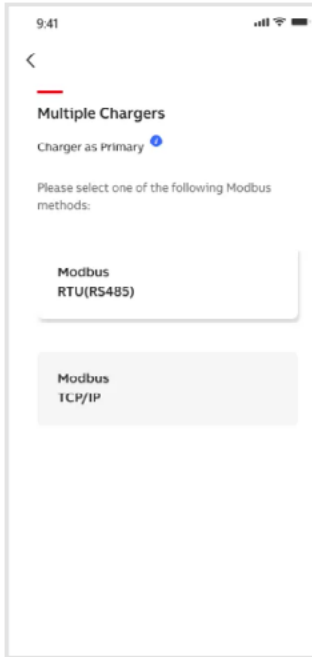 9:41
Multiple Chargers
Charger as Primary i
Please select one of the following Modbus
methods:
Modbus
RTU(RS485)
Modbus
TCP/IP